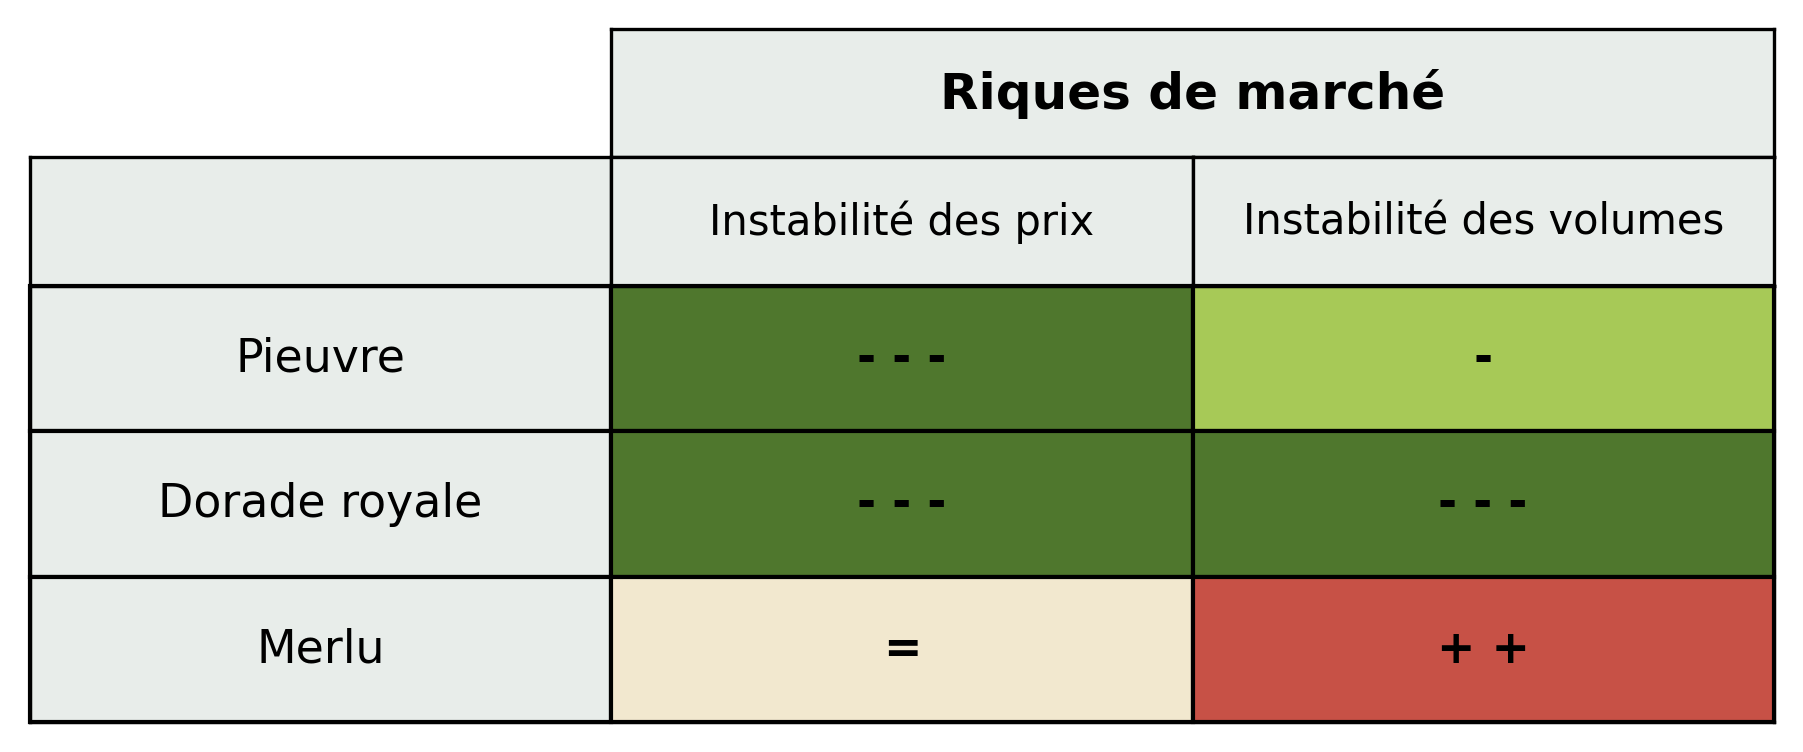 Riques de marché
Instabilité des prix
Instabilité des volumes
Pieuvre
- - -
-
Dorade royale
- - -
- - -
Merlu
=
+ +